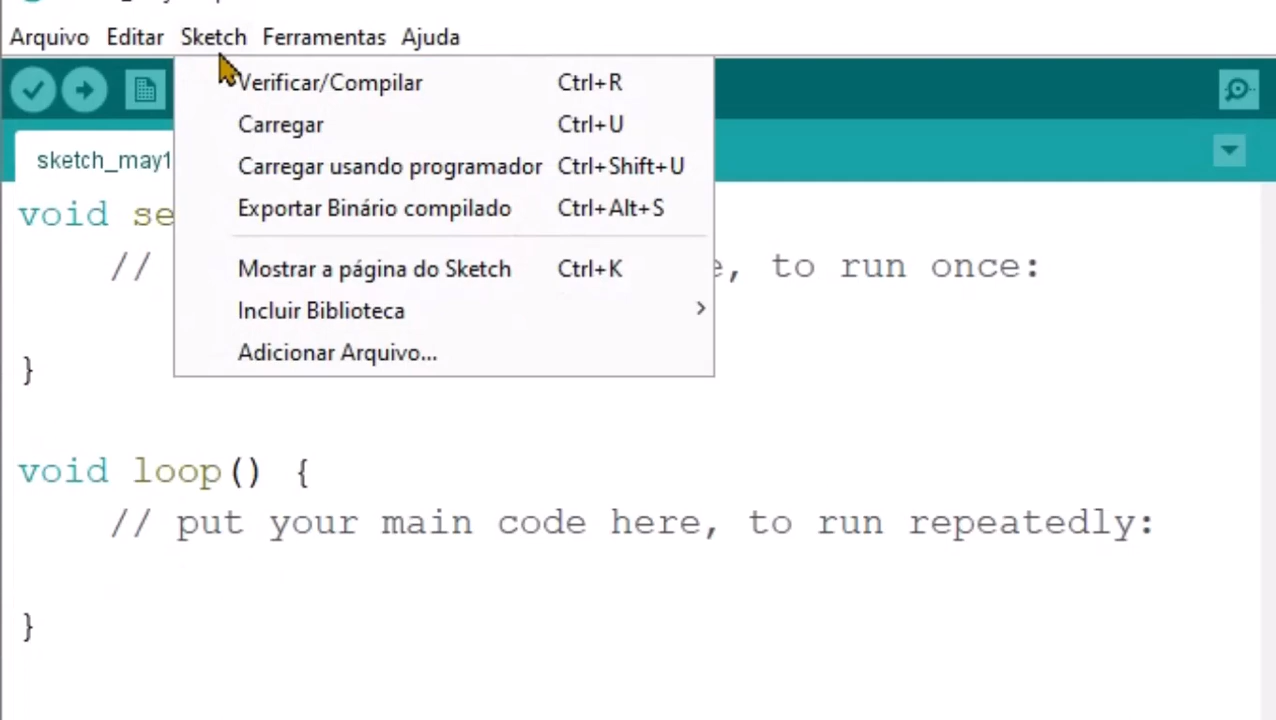 Arquivo Editar Sketch Ferramentas Ajuda
Verificar/Compilar Ctrl+R
Carregar Ctrl+U
Carregar usando programador Ctrl+Shift+U
Exportar Binário compilado Ctrl+Alt+S
Mostrar a página do Sketch Ctrl+K
Incluir Biblioteca
Adicionar Arquivo...
sketch_may1
void se
// e, to run once:
}
void loop() {
// put your main code here, to run repeatedly:
}